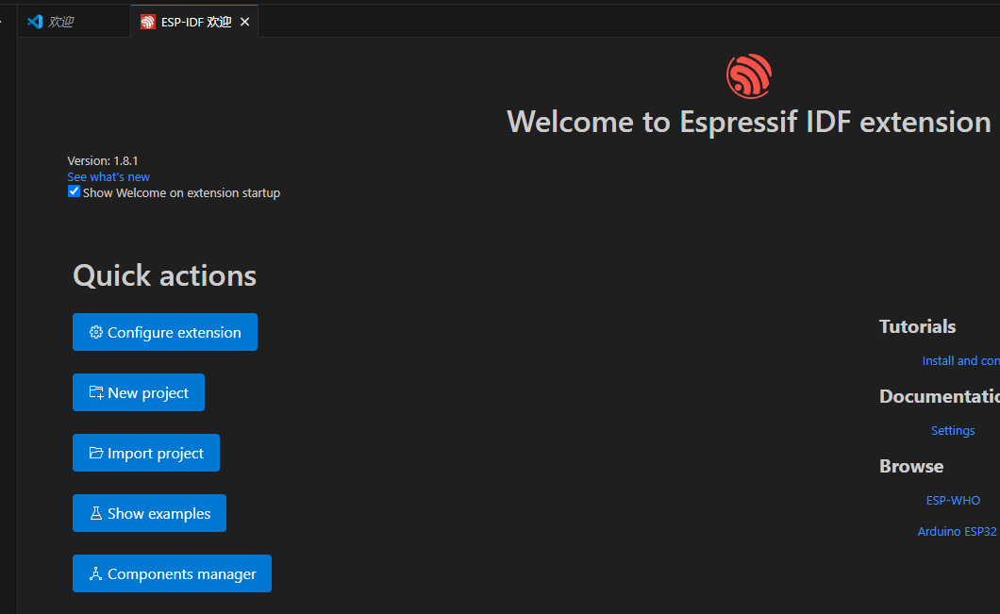 欢迎
ESP-IDF 欢迎
Welcome to Espressif IDF extension
Version: 1.8.1
See what's new
Show Welcome on extension startup
Quick actions
Configure extension
New project
Import project
Show examples
Components manager
Tutorials
Install and con
Documentatio
Settings
Browse
ESP-WHO
Arduino ESP32